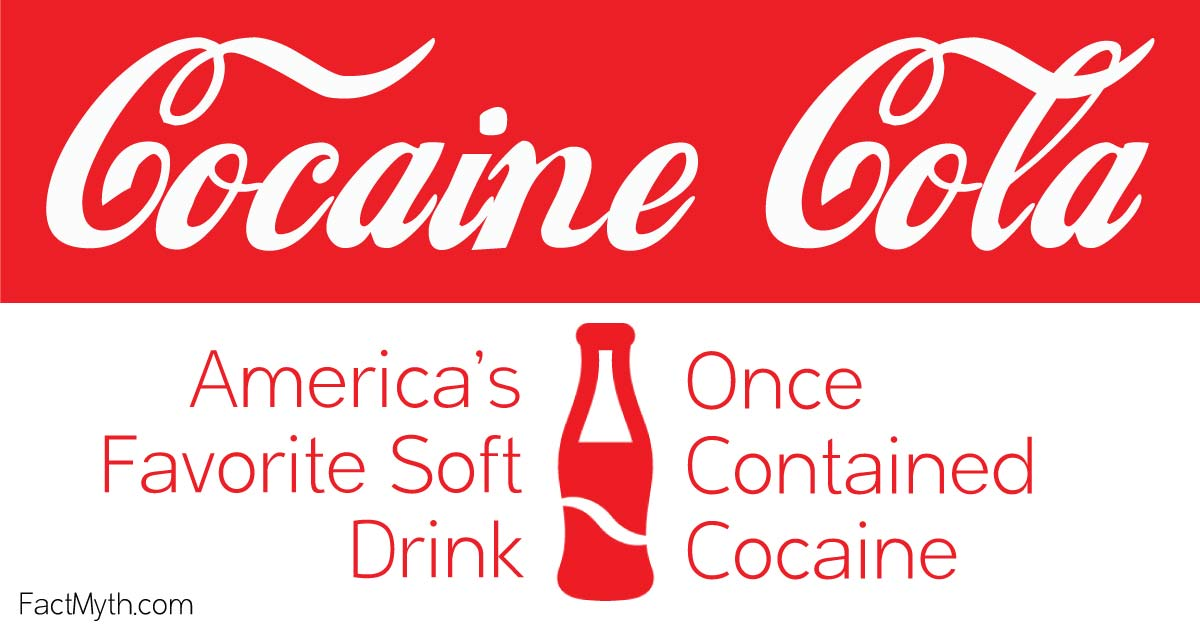 Cocaine Cola
America's
Favorite Soft
Drink
Once
Contained
Cocaine
FactMyth.com